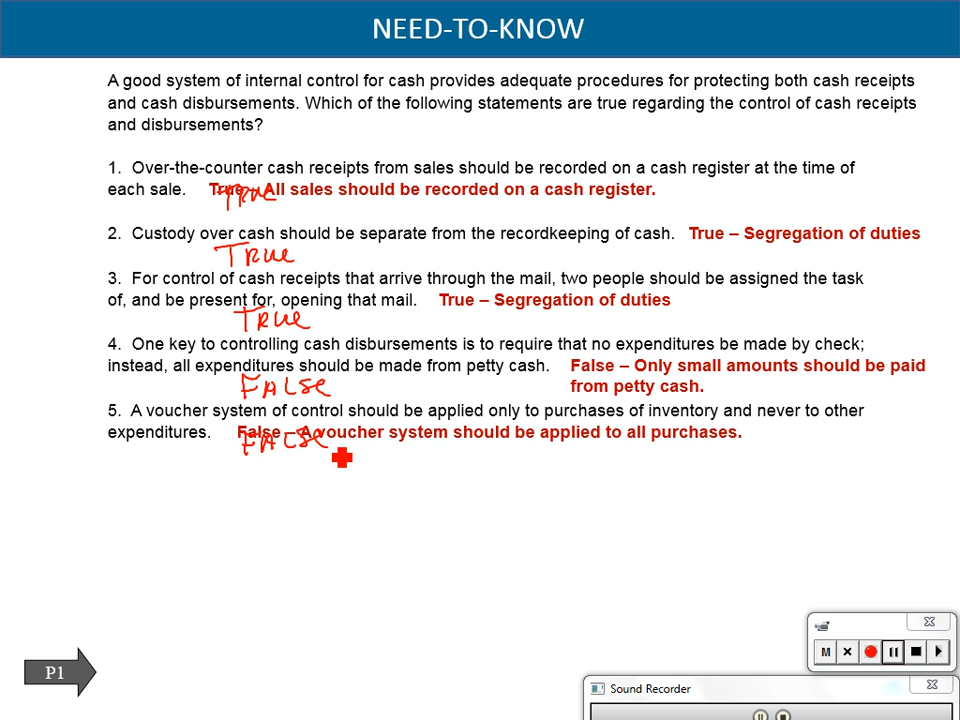 NEED-TO-KNOW
A good system of internal control for cash provides adequate procedures for protecting both cash receipts
and cash disbursements. Which of the following statements are true regarding the control of cash receipts
and disbursements?
1. Over-the-counter cash receipts from sales should be recorded on a cash register at the time of
each sale. True – All sales should be recorded on a cash register.
TRUE
2. Custody over cash should be separate from the recordkeeping of cash. True – Segregation of duties
TRUE
3. For control of cash receipts that arrive through the mail, two people should be assigned the task
of, and be present for, opening that mail. True – Segregation of duties
TRUE
4. One key to controlling cash disbursements is to require that no expenditures be made by check;
instead, all expenditures should be made from petty cash. False – Only small amounts should be paid
from petty cash.
FALSE
5. A voucher system of control should be applied only to purchases of inventory and never to other
expenditures. False – A voucher system should be applied to all purchases.
FALSE
M
P1
Sound Recorder